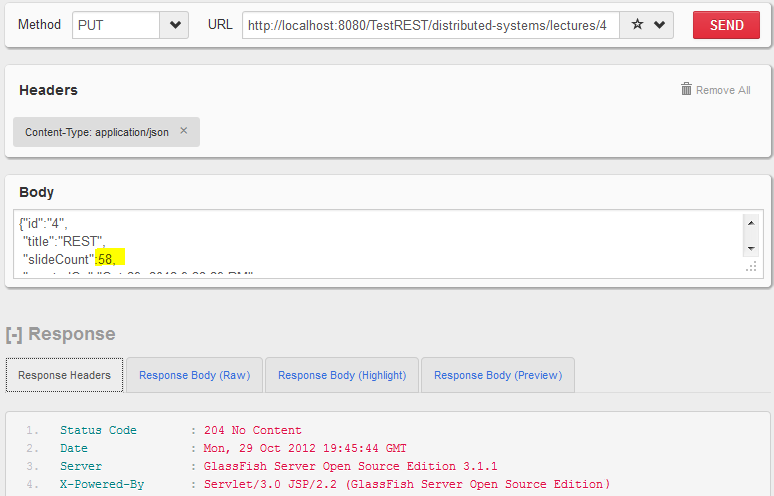 Method PUT URL http://localhost:8080/TestREST/distributed-systems/lectures/4 SEND
Headers Remove All
Content-Type: application/json ×
Body
{"id":"4",
"title":"REST",
"slideCount":58,
[-] Response
Response Headers Response Body (Raw) Response Body (Highlight) Response Body (Preview)
1. Status Code : 204 No Content
2. Date : Mon, 29 Oct 2012 19:45:44 GMT
3. Server : GlassFish Server Open Source Edition 3.1.1
4. X-Powered-By : Servlet/3.0 JSP/2.2 (GlassFish Server Open Source Edition)